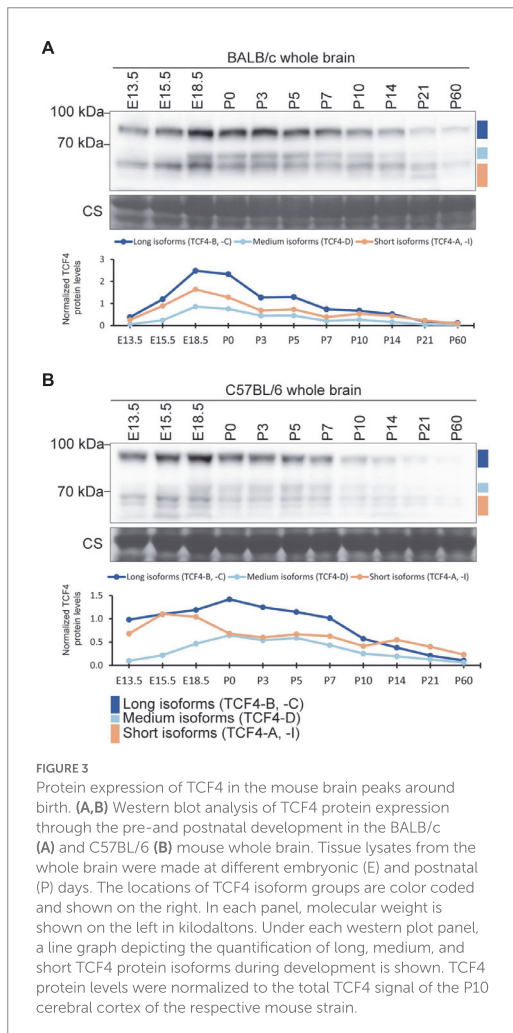 A
BALB/c whole brain
E13.5 E15.5 E18.5 P0 P3 P5 P7 P10 P14 P21 P60
100 kDa
70 kDa
CS
Long isoforms (TCF4-B, -C) Medium isoforms (TCF4-D) Short isoforms (TCF4-A, -I)
Normalized TCF4
protein levels
3
2
1
0
E13.5 E15.5 E18.5 P0 P3 P5 P7 P10 P14 P21 P60
B
C57BL/6 whole brain
E13.5 E15.5 E18.5 P0 P3 P5 P7 P10 P14 P21 P60
100 kDa
70 kDa
CS
Long isoforms (TCF4-B, -C) Medium isoforms (TCF4-D) Short isoforms (TCF4-A, -I)
Normalized TCF4
protein levels
1.5
1.0
0.5
0.0
E13.5 E15.5 E18.5 P0 P3 P5 P7 P10 P14 P21 P60
Long isoforms (TCF4-B, -C)
Medium isoforms (TCF4-D)
Short isoforms (TCF4-A, -I)
FIGURE 3
Protein expression of TCF4 in the mouse brain peaks around
birth. (A,B) Western blot analysis of TCF4 protein expression
through the pre-and postnatal development in the BALB/c
(A) and C57BL/6 (B) mouse whole brain. Tissue lysates from the
whole brain were made at different embryonic (E) and postnatal
(P) days. The locations of TCF4 isoform groups are color coded
and shown on the right. In each panel, molecular weight is
shown on the left in kilodaltons. Under each western plot panel,
a line graph depicting the quantification of long, medium, and
short TCF4 protein isoforms during development is shown. TCF4
protein levels were normalized to the total TCF4 signal of the P10
cerebral cortex of the respective mouse strain.